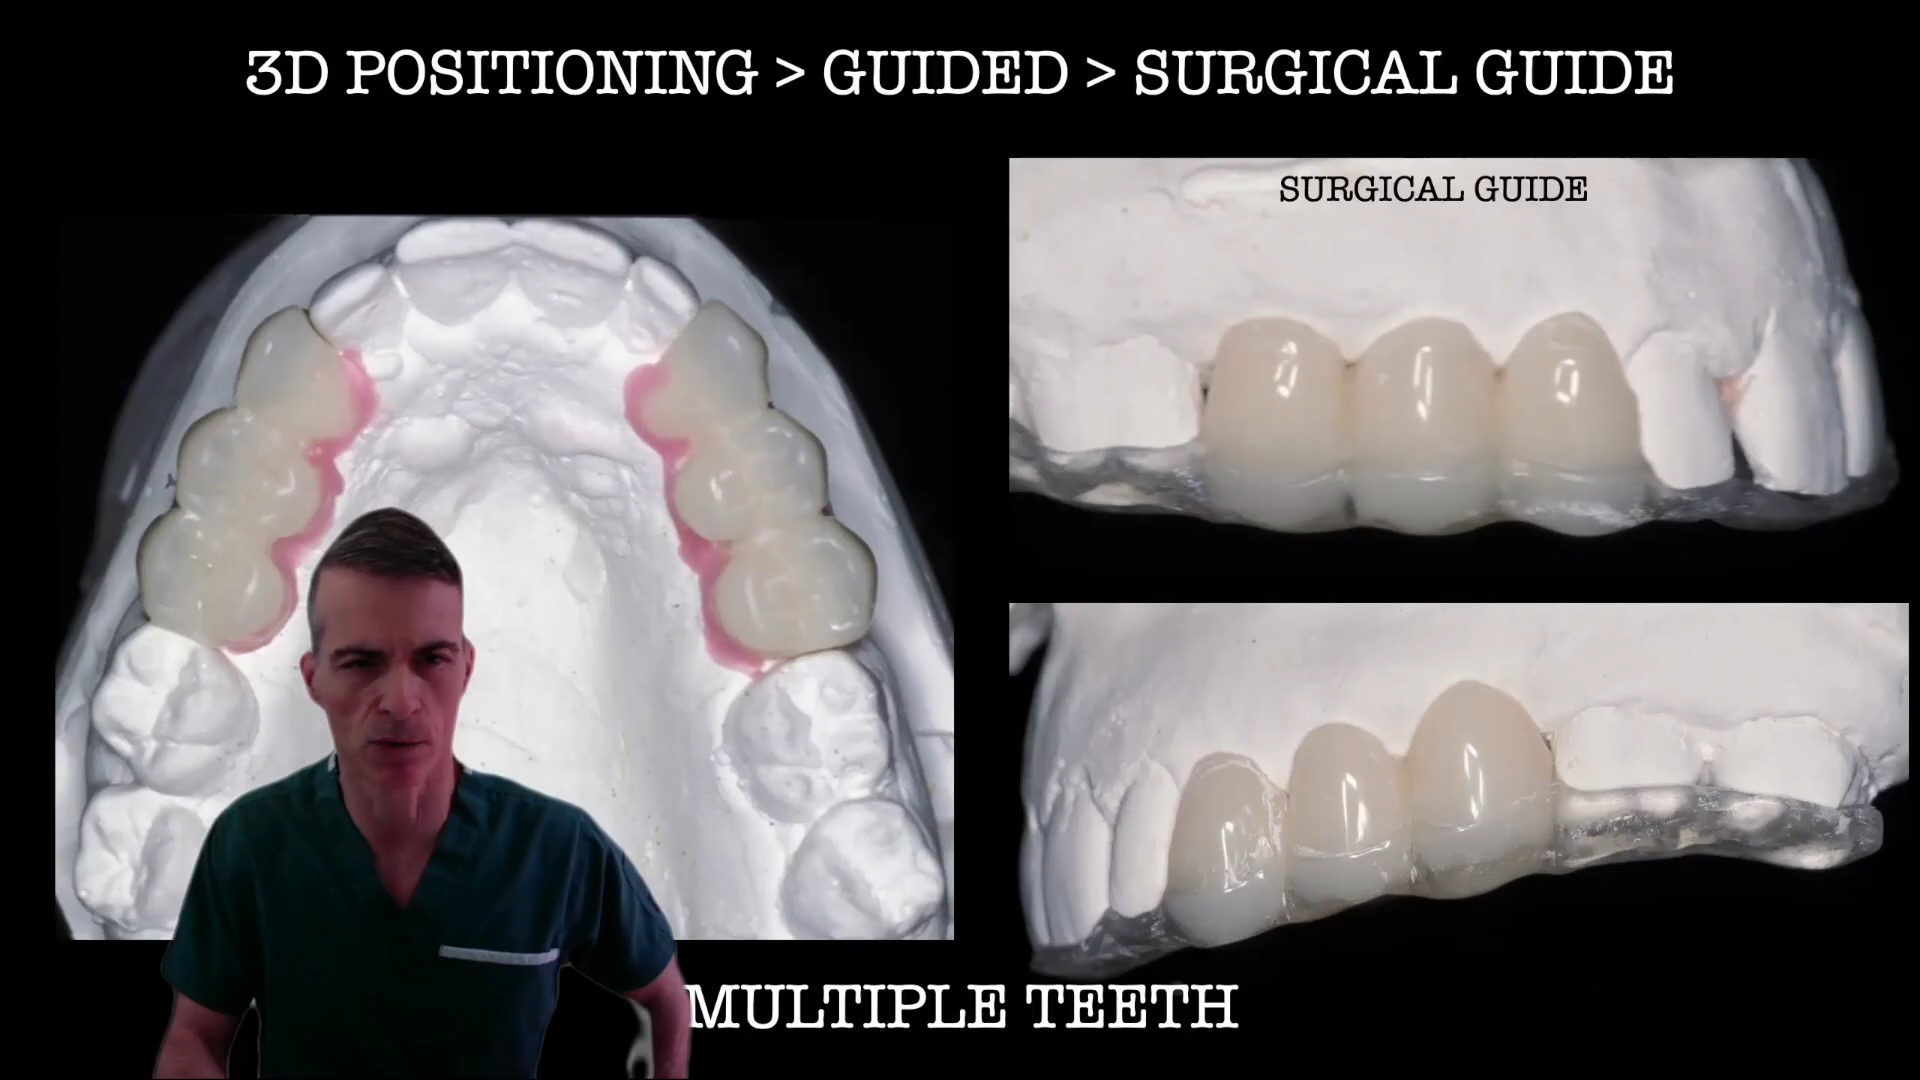 3D POSITIONING > GUIDED > SURGICAL GUIDE
SURGICAL GUIDE
MULTIPLE TEETH